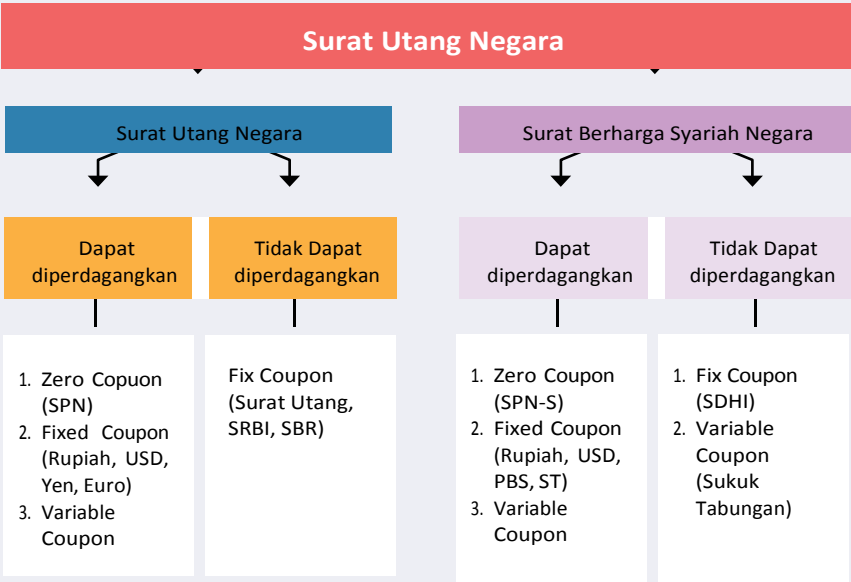 Surat Utang Negara
Surat Utang Negara
Surat Berharga Syariah Negara
Dapat
diperdagangkan
Tidak Dapat
diperdagangkan
Dapat
diperdagangkan
Tidak Dapat
diperdagangkan
1. Zero Copuon
(SPN)
2. Fixed Coupon
(Rupiah, USD,
Yen, Euro)
3. Variable
Coupon
Fix Coupon
(Surat Utang,
SRBI, SBR)
1. Zero Coupon
(SPN-S)
2. Fixed Coupon
(Rupiah, USD,
PBS, ST)
3. Variable
Coupon
1. Fix Coupon
(SDHI)
2. Variable
Coupon
(Sukuk
Tabungan)